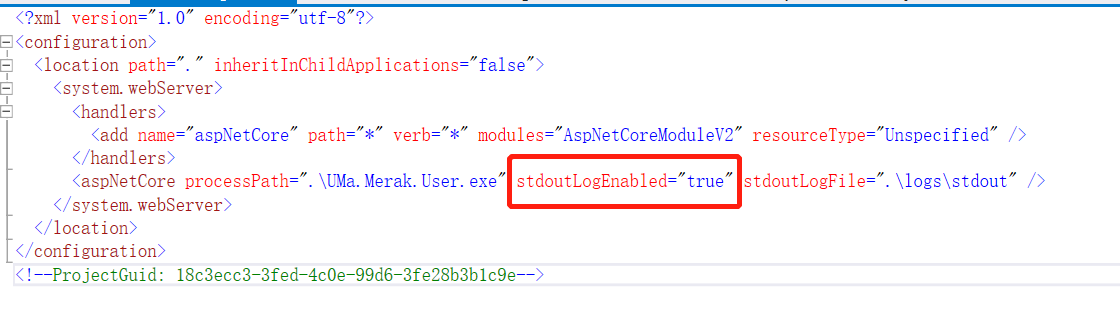 <?xml version="1.0" encoding="utf-8"?>
<configuration>
<location path="." inheritInChildApplications="false">
<system.webServer>
<handlers>
<add name="aspNetCore" path="*" verb="*" modules="AspNetCoreModuleV2" resourceType="Unspecified" />
</handlers>
<aspNetCore processPath=".\UMa.Merak.User.exe" stdoutLogEnabled="true" stdoutLogFile=".\logs\stdout" />
</system.webServer>
</location>
</configuration>
<!--ProjectGuid: 18c3ecc3-3fed-4c0e-99d6-3fe28b3b1c9e-->